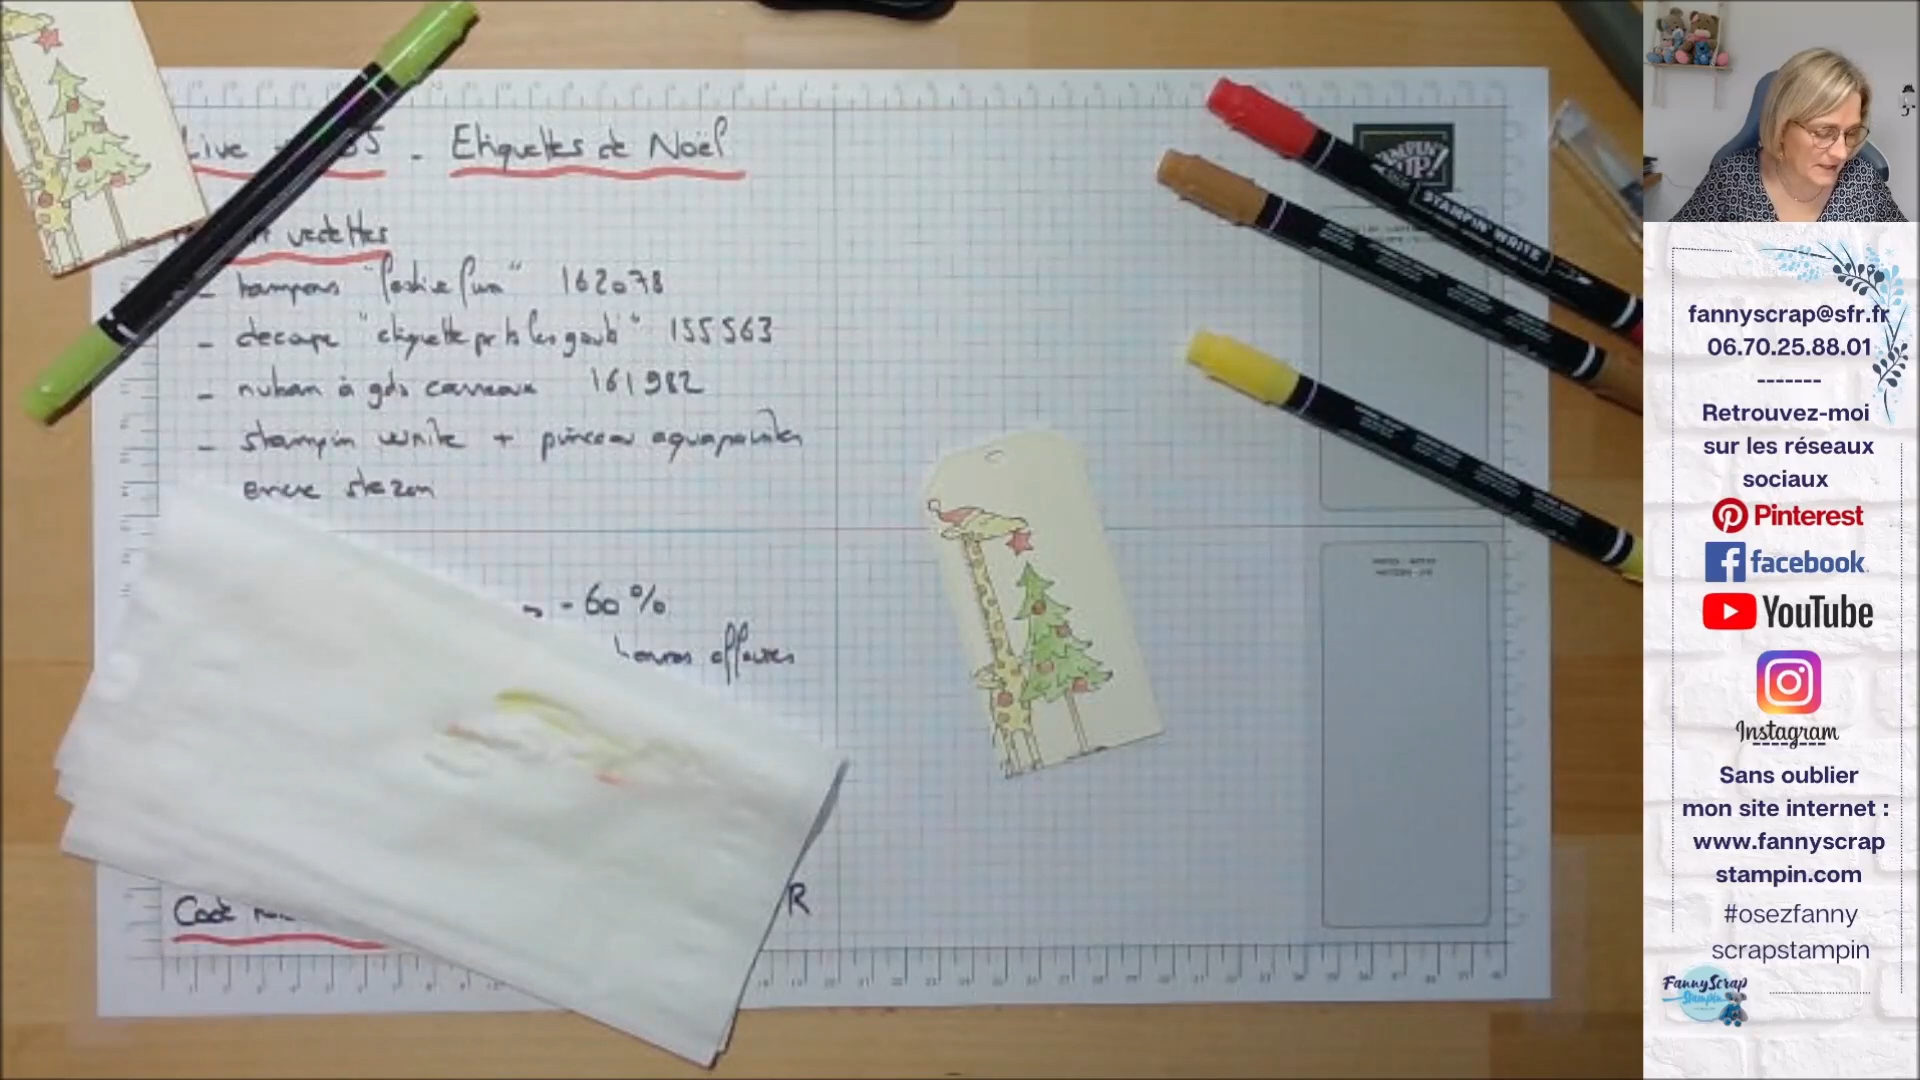 Live
- Etiquettes de Noël
vedettes
- tampons "festive fun" 162078
- decoupe "etiquette pr ts les gouts" 155563
- ruban à gds carreaux 161982
- stampin write + pinceau aquapainter
encre stazon
- 60 %
affaires
Code
R
STAMPIN' UP!
STAMPIN' WRITE
fannyscrap@sfr.fr
06.70.25.88.01
-------
Retrouvez-moi
sur les réseaux
sociaux
Pinterest
facebook
YouTube
Instagram
-------
Sans oublier
mon site internet :
www.fannyscrap
stampin.com
#osezfanny
scrapstampin
FannyScrap
Stampin